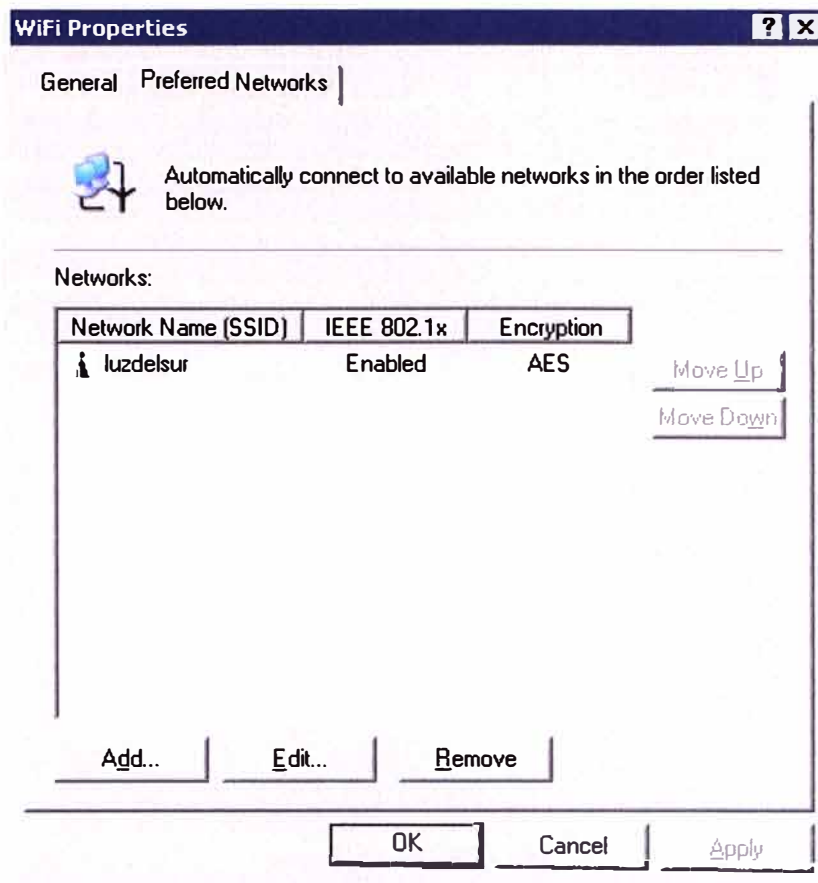 WiFi Properties
General Preferred Networks
Automatically connect to available networks in the order listed
below.
Networks:
Network Name (SSID) IEEE 802.1x Encryption
luzdelsur Enabled AES
Move Up
Move Down
Add... Edit... Remove
OK Cancel Apply